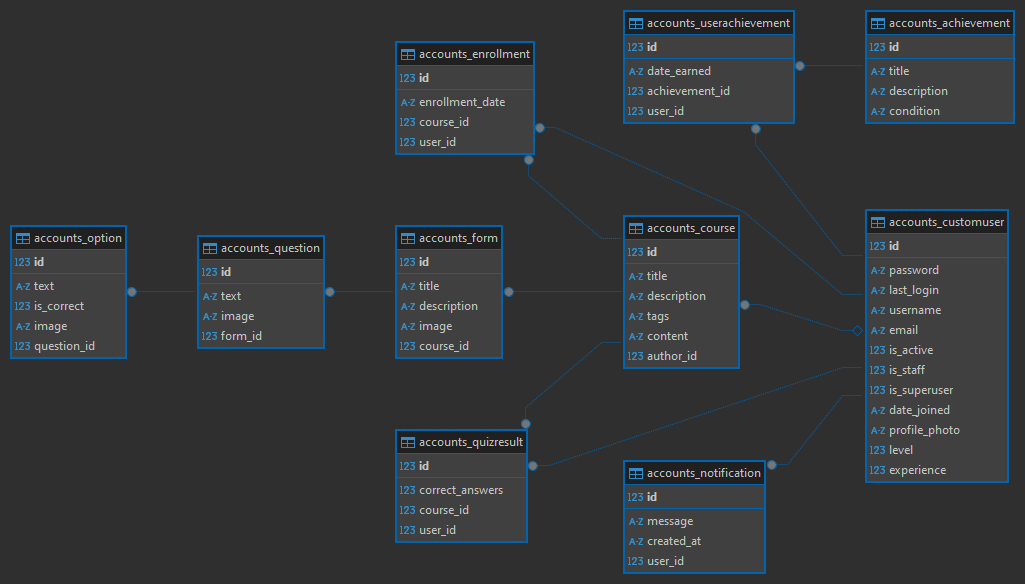 accounts_userachievement
123 id
A-Z date_earned
123 achievement_id
123 user_id
accounts_achievement
123 id
A-Z title
A-Z description
A-Z condition
accounts_enrollment
123 id
A-Z enrollment_date
123 course_id
123 user_id
accounts_option
123 id
A-Z text
123 is_correct
A-Z image
123 question_id
accounts_question
123 id
A-Z text
A-Z image
123 form_id
accounts_form
123 id
A-Z title
A-Z description
A-Z image
123 course_id
accounts_course
123 id
A-Z title
A-Z description
A-Z tags
A-Z content
123 author_id
accounts_customuser
123 id
A-Z password
A-Z last_login
A-Z username
A-Z email
123 is_active
123 is_staff
123 is_superuser
A-Z date_joined
A-Z profile_photo
123 level
123 experience
accounts_quizresult
123 id
123 correct_answers
123 course_id
123 user_id
accounts_notification
123 id
A-Z message
A-Z created_at
123 user_id